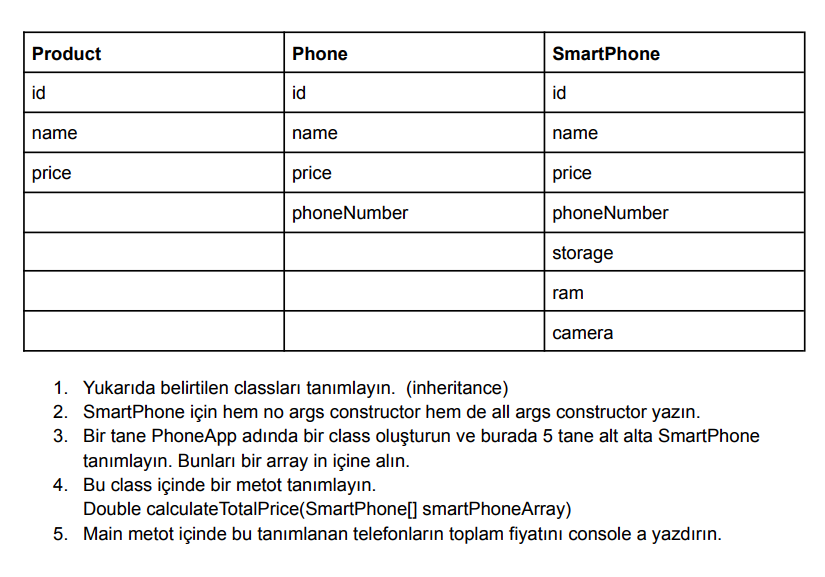 Product Phone SmartPhone
id id id
name name name
price price price
phoneNumber phoneNumber
storage
ram
camera
1. Yukarıda belirtilen classları tanımlayın. (inheritance)
2. SmartPhone için hem no args constructor hem de all args constructor yazın.
3. Bir tane PhoneApp adında bir class oluşturun ve burada 5 tane alt alta SmartPhone
tanımlayın. Bunları bir array in içine alın.
4. Bu class içinde bir metot tanımlayın.
Double calculateTotalPrice(SmartPhone[] smartPhoneArray)
5. Main metot içinde bu tanımlanan telefonların toplam fiyatını console a yazdırın.